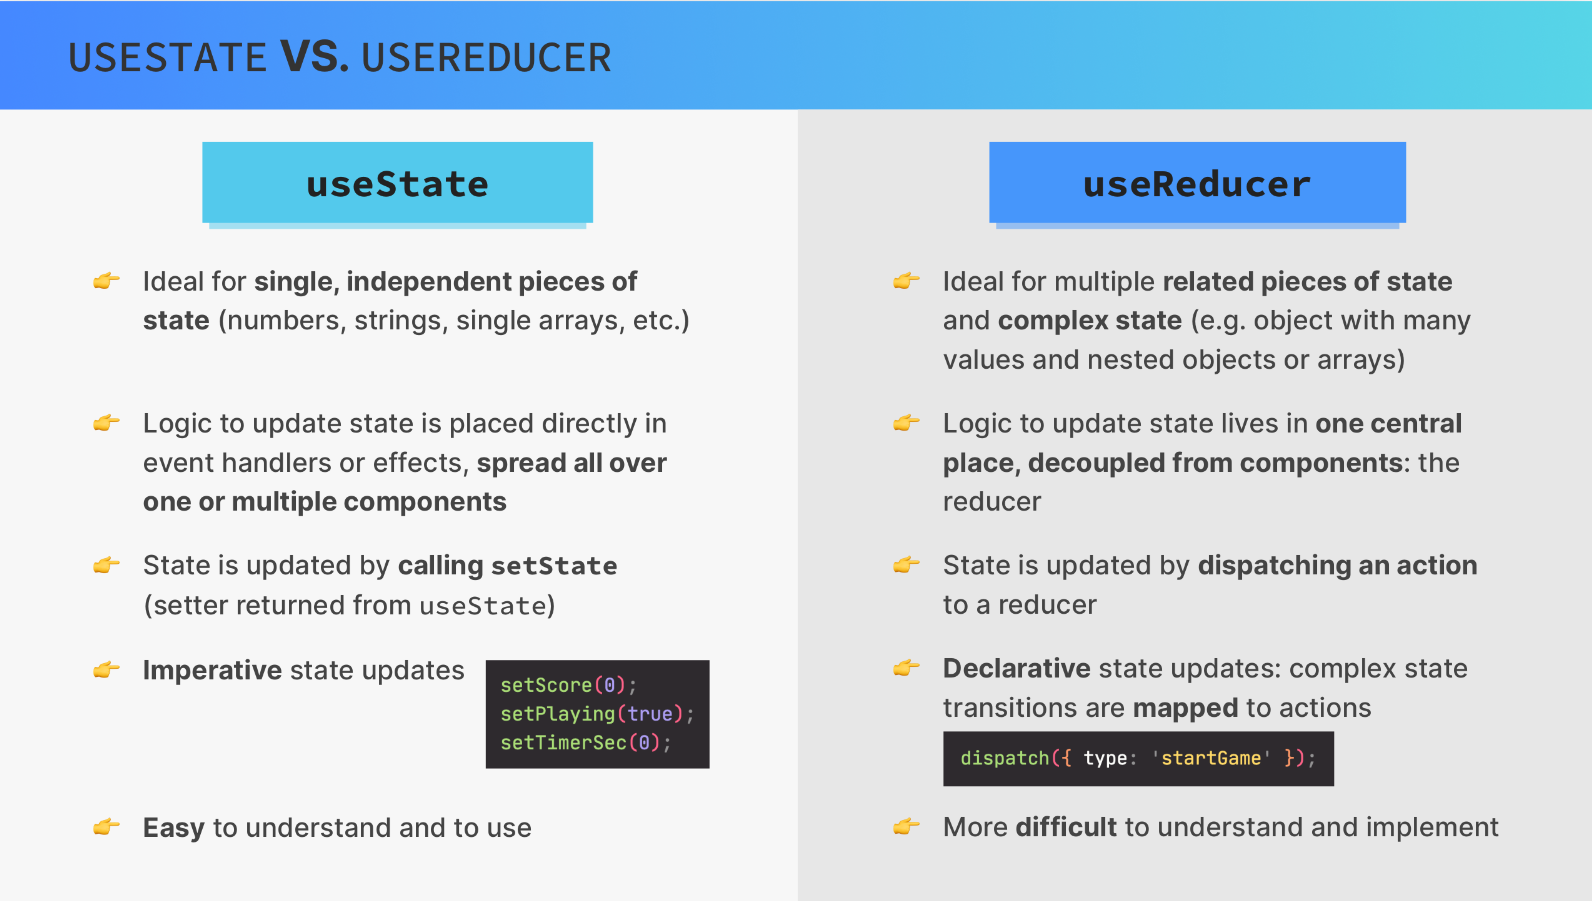 USESTATE VS. USEREDUCER
useState
Ideal for single, independent pieces of
state (numbers, strings, single arrays, etc.)
Logic to update state is placed directly in
event handlers or effects, spread all over
one or multiple components
State is updated by calling setState
(setter returned from useState)
Imperative state updates
setScore(0);
setPlaying(true);
setTimerSec(0);
Easy to understand and to use
useReducer
Ideal for multiple related pieces of state
and complex state (e.g. object with many
values and nested objects or arrays)
Logic to update state lives in one central
place, decoupled from components: the
reducer
State is updated by dispatching an action
to a reducer
Declarative state updates: complex state
transitions are mapped to actions
dispatch({ type: 'startGame' });
More difficult to understand and implement